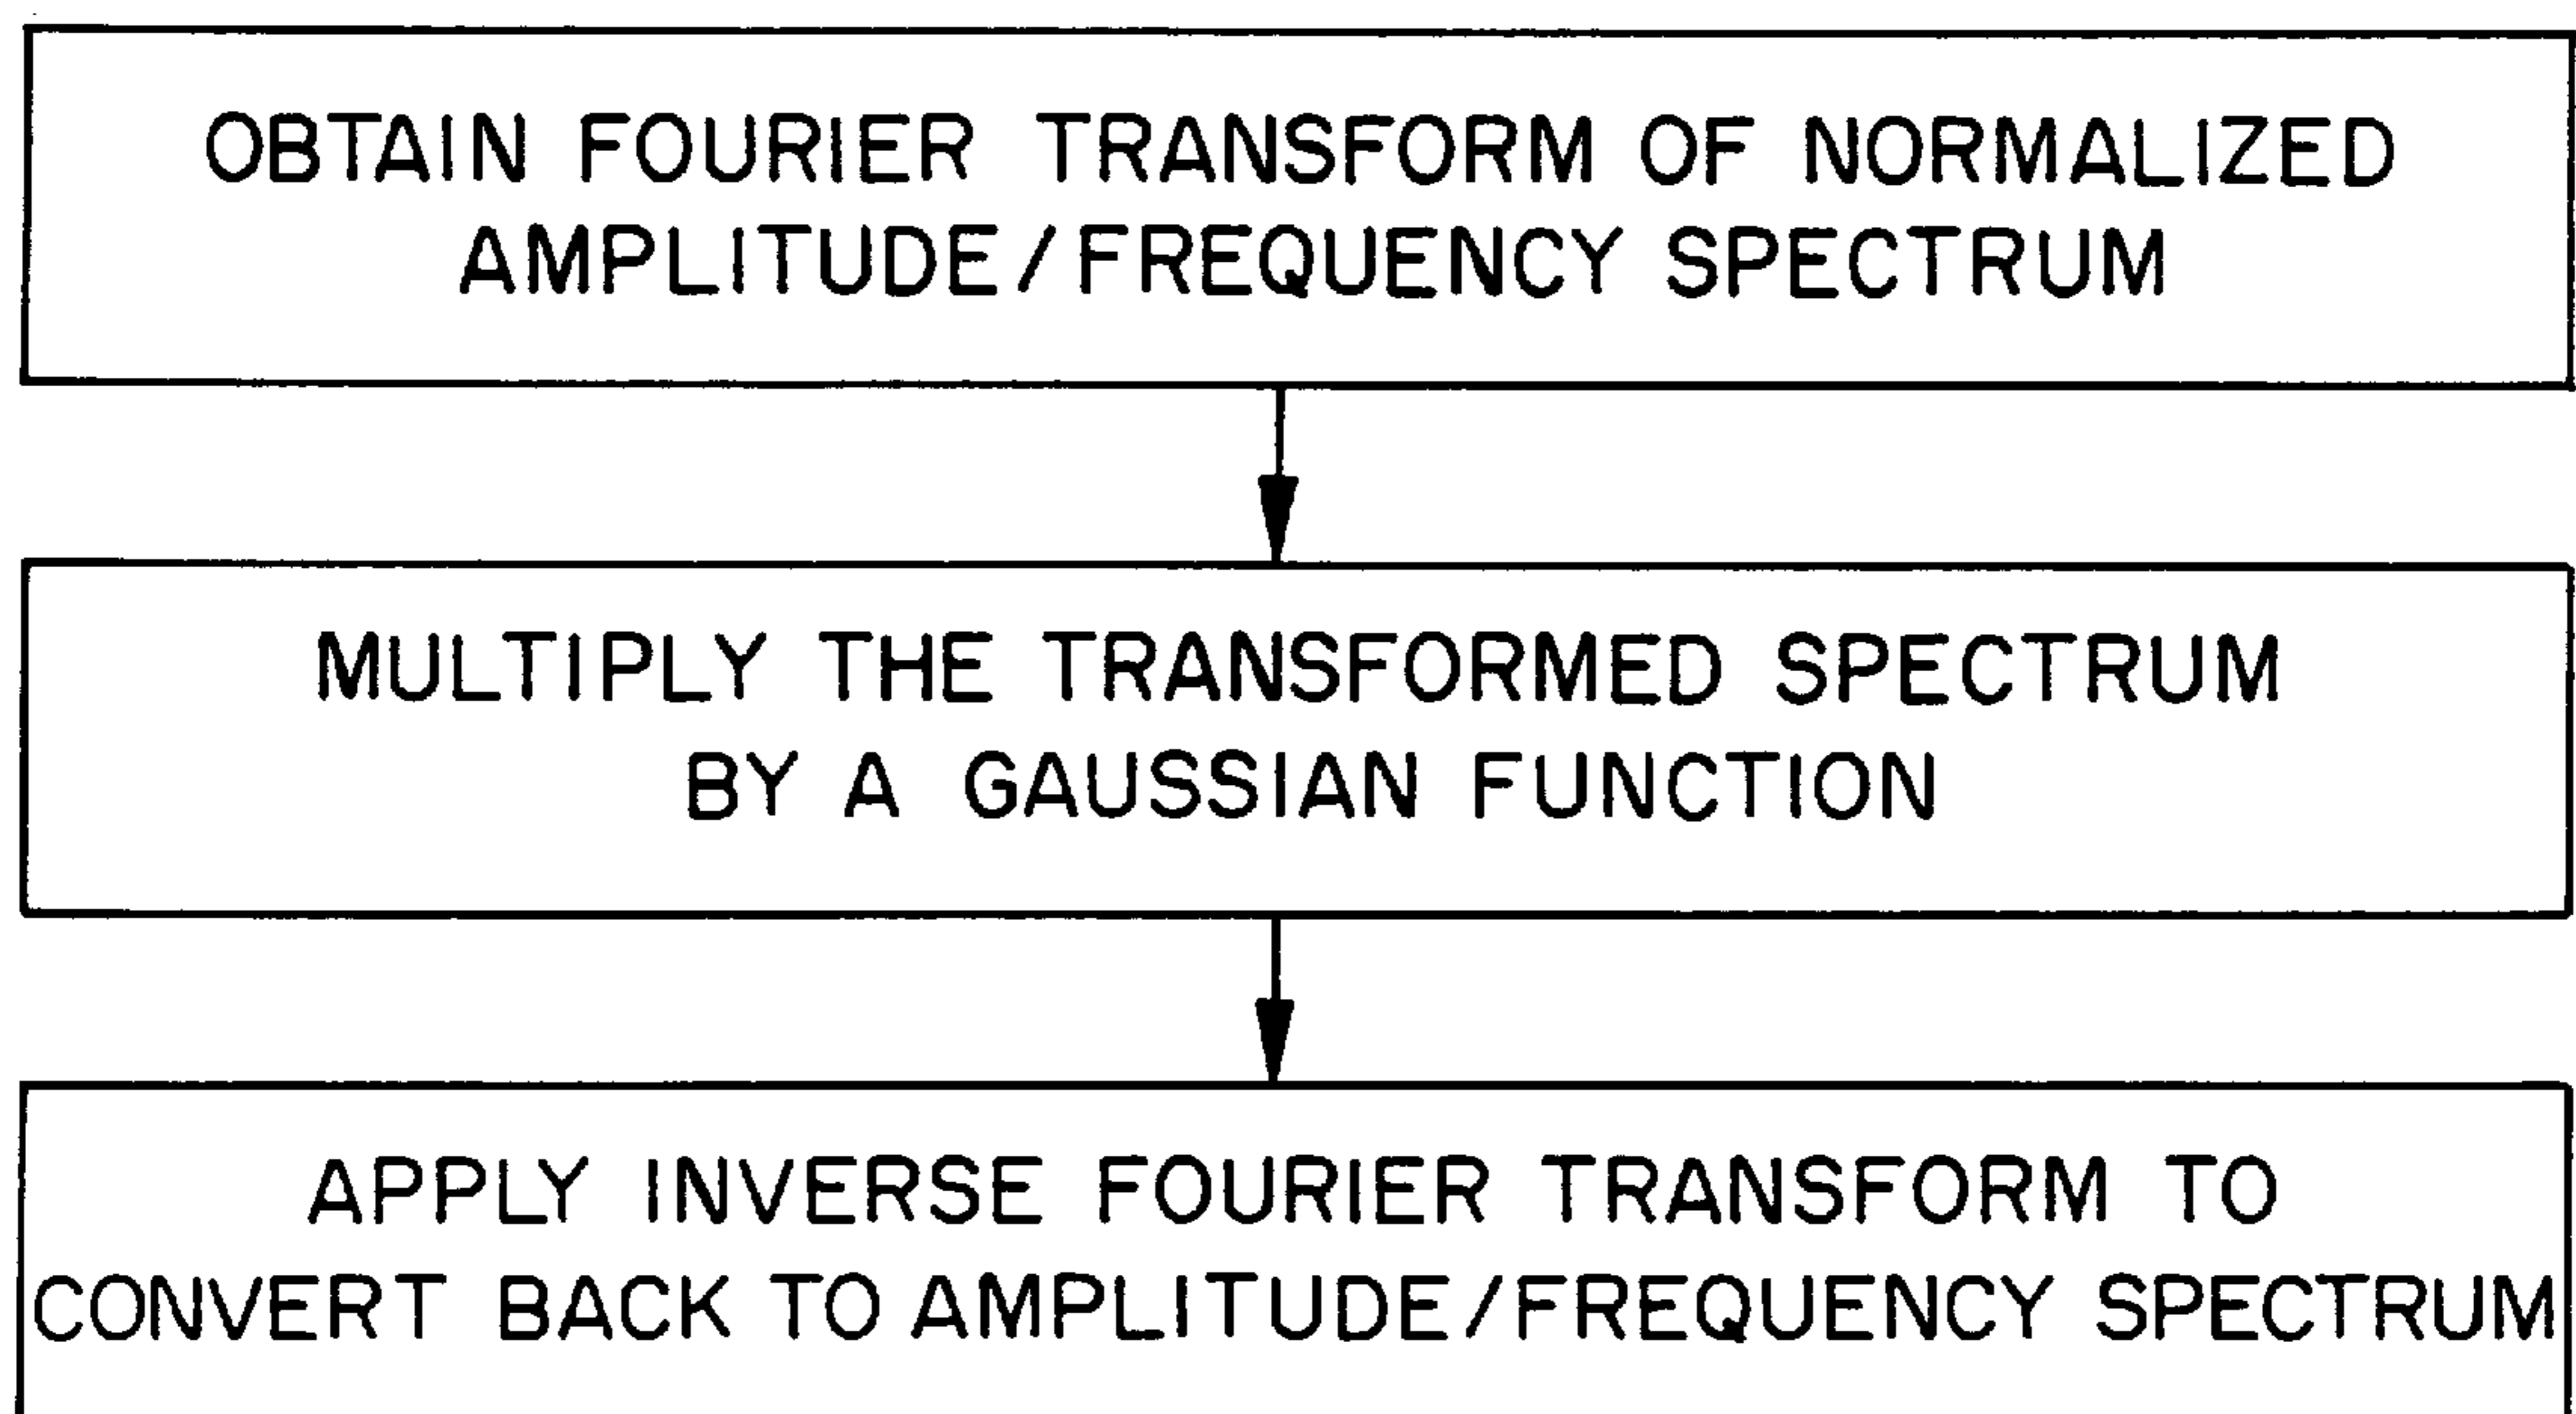 OBTAIN FOURIER TRANSFORM OF NORMALIZED
AMPLITUDE/FREQUENCY SPECTRUM
MULTIPLY THE TRANSFORMED SPECTRUM
BY A GAUSSIAN FUNCTION
APPLY INVERSE FOURIER TRANSFORM TO
CONVERT BACK TO AMPLITUDE/FREQUENCY SPECTRUM